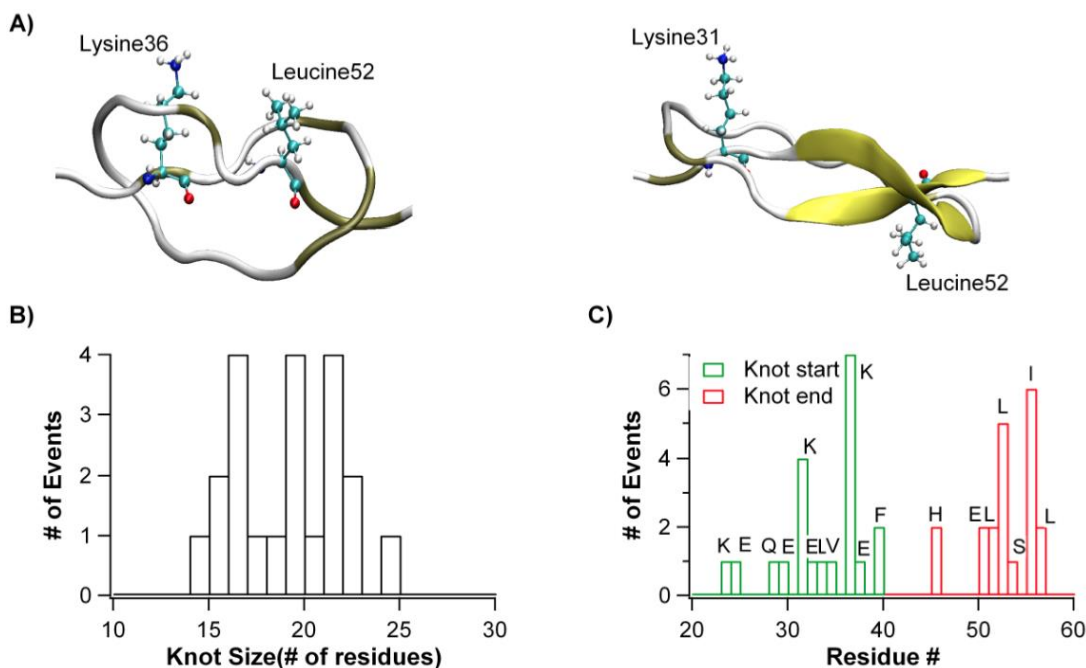 A)
Lysine36
Leucine52
Lysine31
Leucine52
B)
4
3
2
1
0
# of Events
10
15
20
25
30
Knot Size(# of residues)
C)
Knot start
Knot end
6
4
2
0
# of Events
K
E
Q
E
K
E
L
V
K
E
F
H
E
L
L
S
I
L
20
30
40
50
60
Residue #